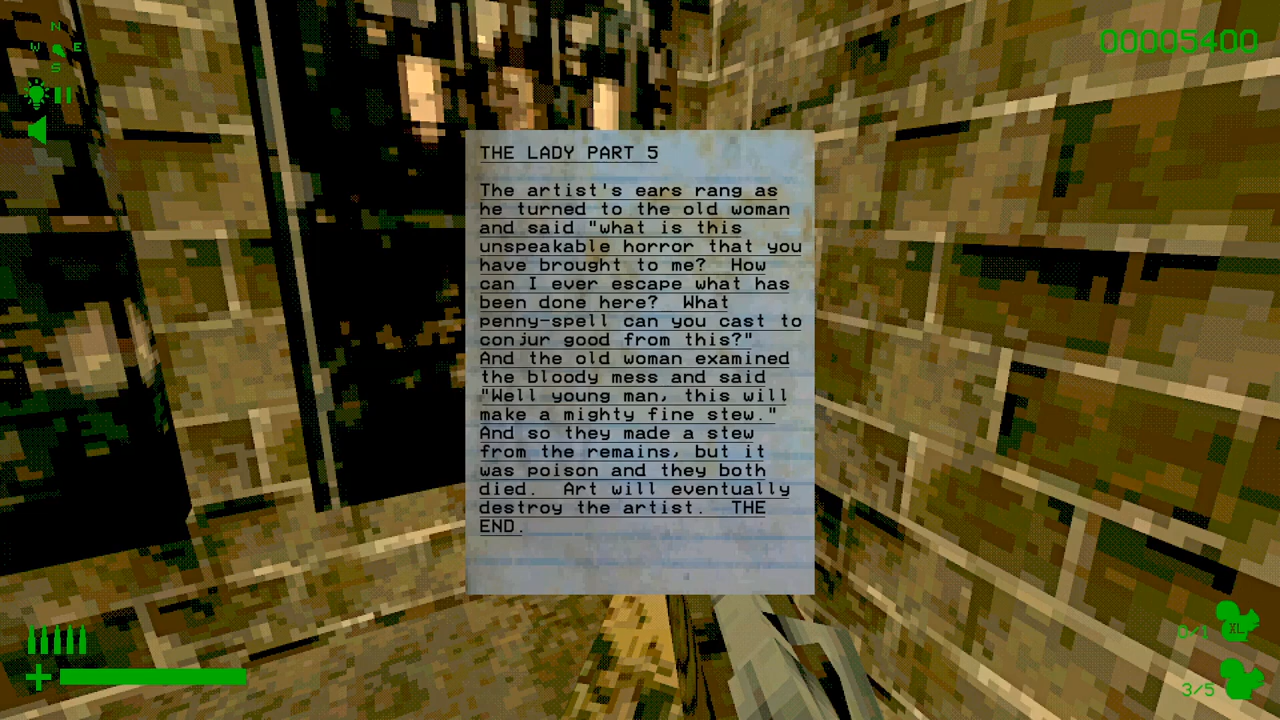 N
W E
S
00005400
THE LADY PART 5
The artist's ears rang as
he turned to the old woman
and said "what is this
unspeakable horror that you
have brought to me?  How
can I ever escape what has
been done here?  What
penny-spell can you cast to
conjur good from this?"
And the old woman examined
the bloody mess and said
"Well young man, this will
make a mighty fine stew."
And so they made a stew
from the remains, but it
was poison and they both
died.  Art will eventually
destroy the artist.  THE
END.
0/1 XL
3/5